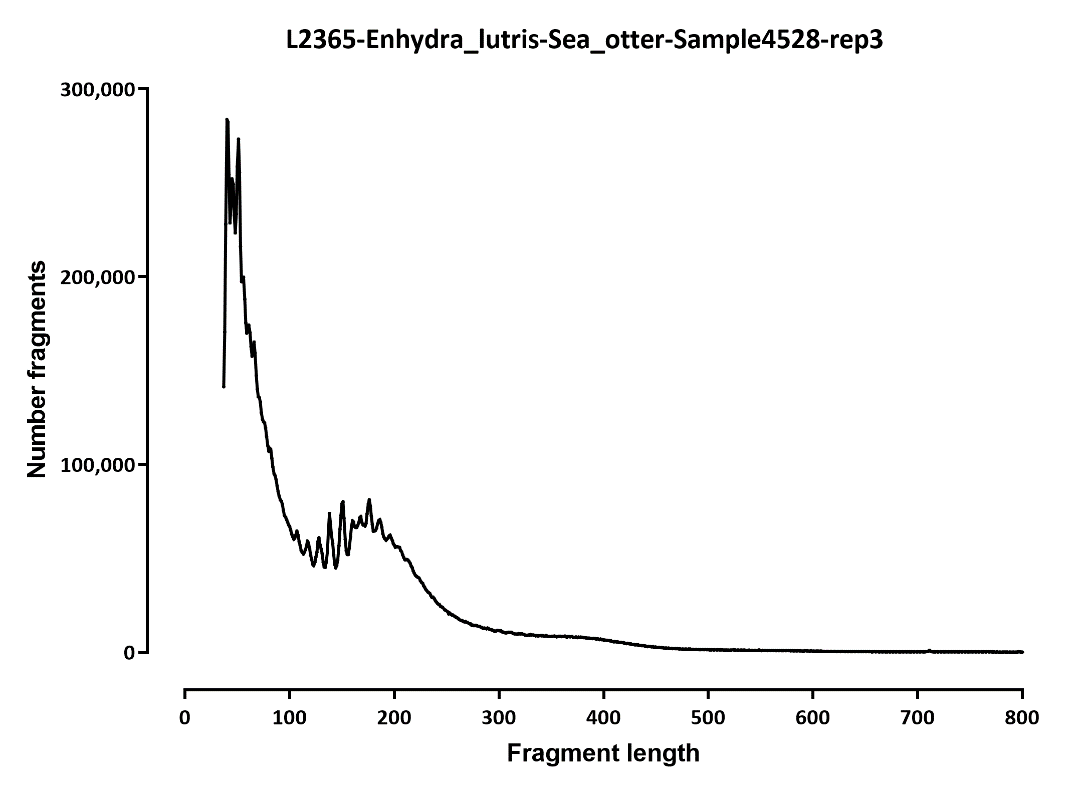 L2365-Enhydra_lutris-Sea_otter-Sample4528-rep3
300,000
200,000
100,000
0
Number fragments
0 100 200 300 400 500 600 700 800
Fragment length